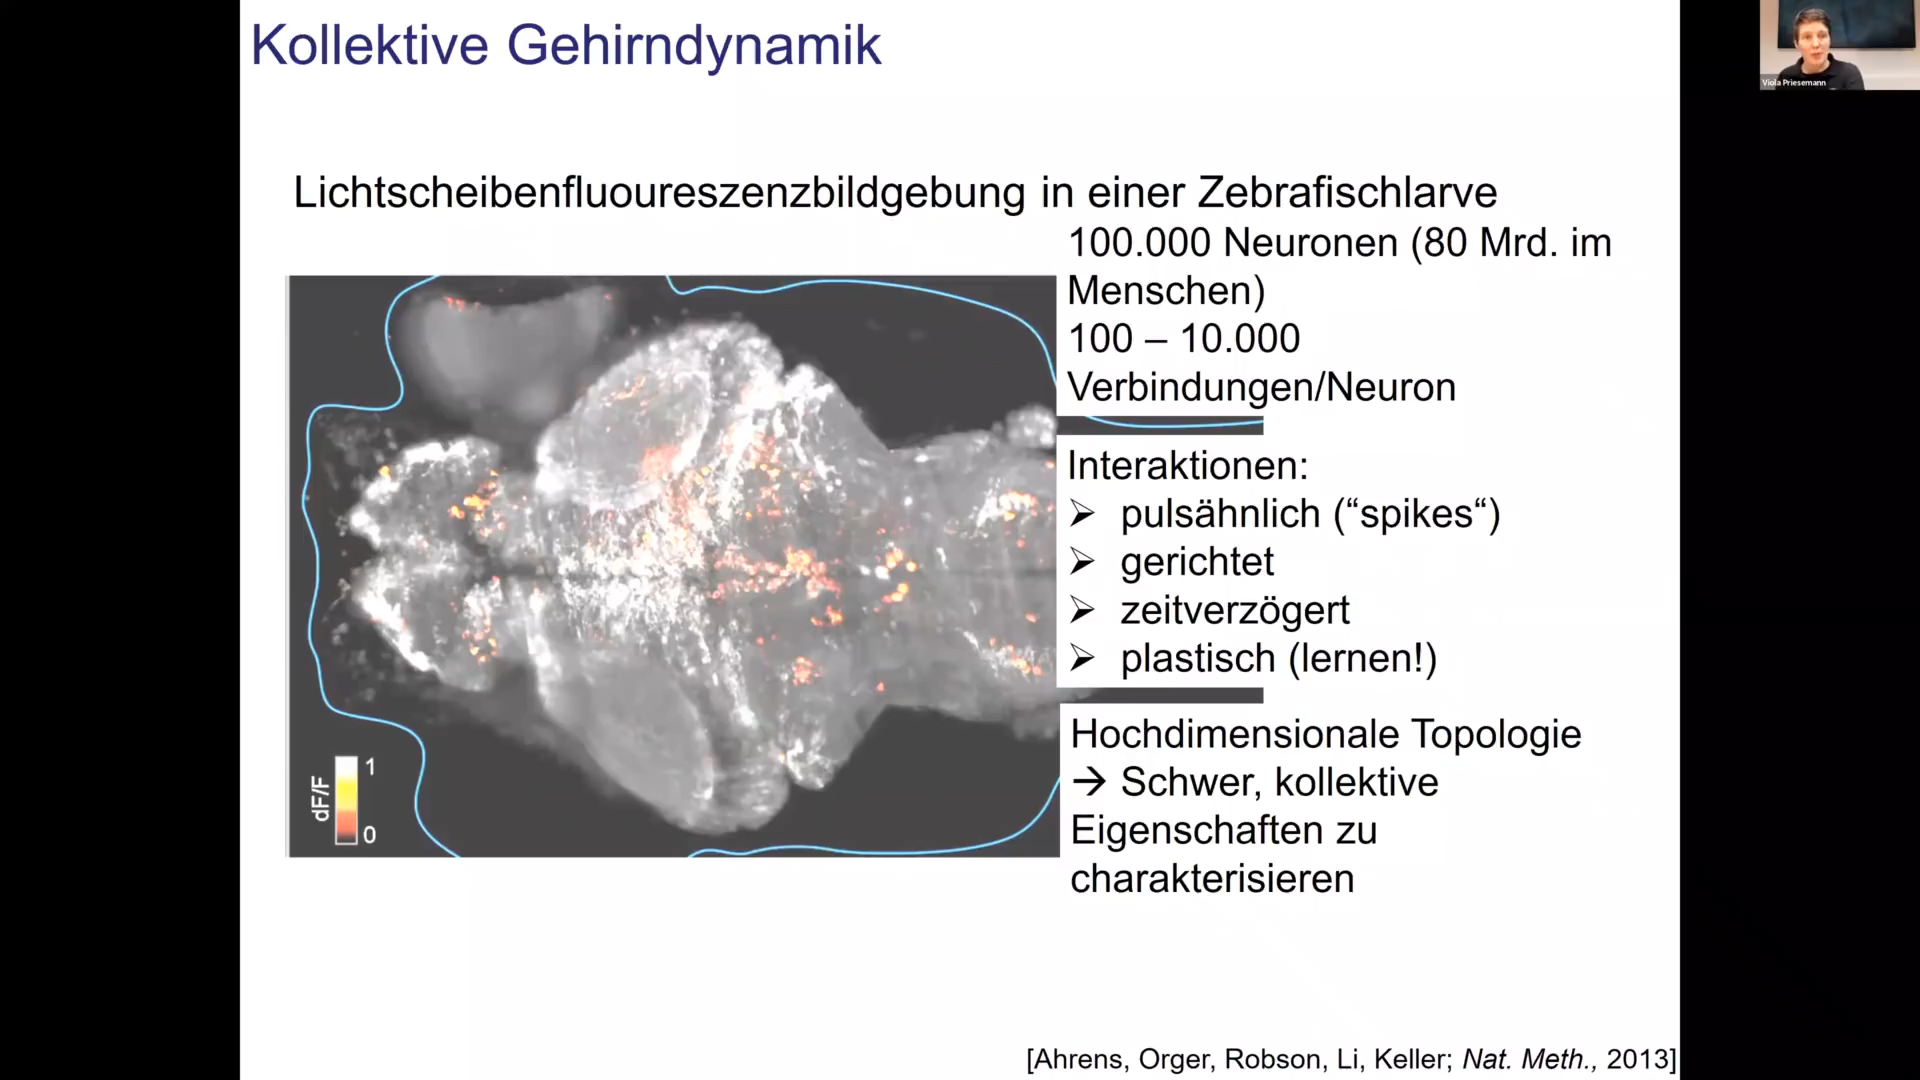 Kollektive Gehirndynamik
Viola Priesemann
Lichtscheibenfluoureszenzbildgebung in einer Zebrafischlarve
100.000 Neuronen (80 Mrd. im
Menschen)
100 – 10.000
Verbindungen/Neuron
Interaktionen:
➢ pulsähnlich (“spikes“)
➢ gerichtet
➢ zeitverzögert
➢ plastisch (lernen!)
Hochdimensionale Topologie
→ Schwer, kollektive
Eigenschaften zu
charakterisieren
dF/F
1
0
[Ahrens, Orger, Robson, Li, Keller; Nat. Meth., 2013]